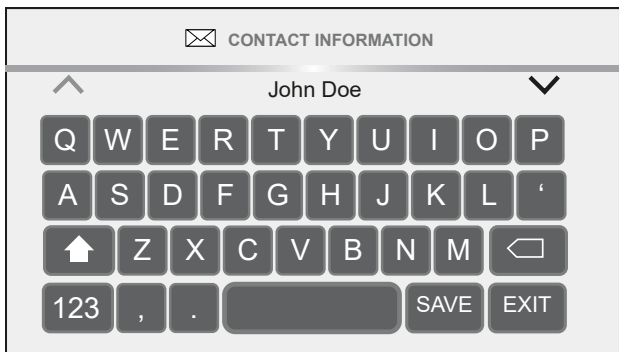 CONTACT INFORMATION
John Doe
Q W E R T Y U I O P
A S D F G H J K L ‘
Z X C V B N M
123 , . SAVE EXIT